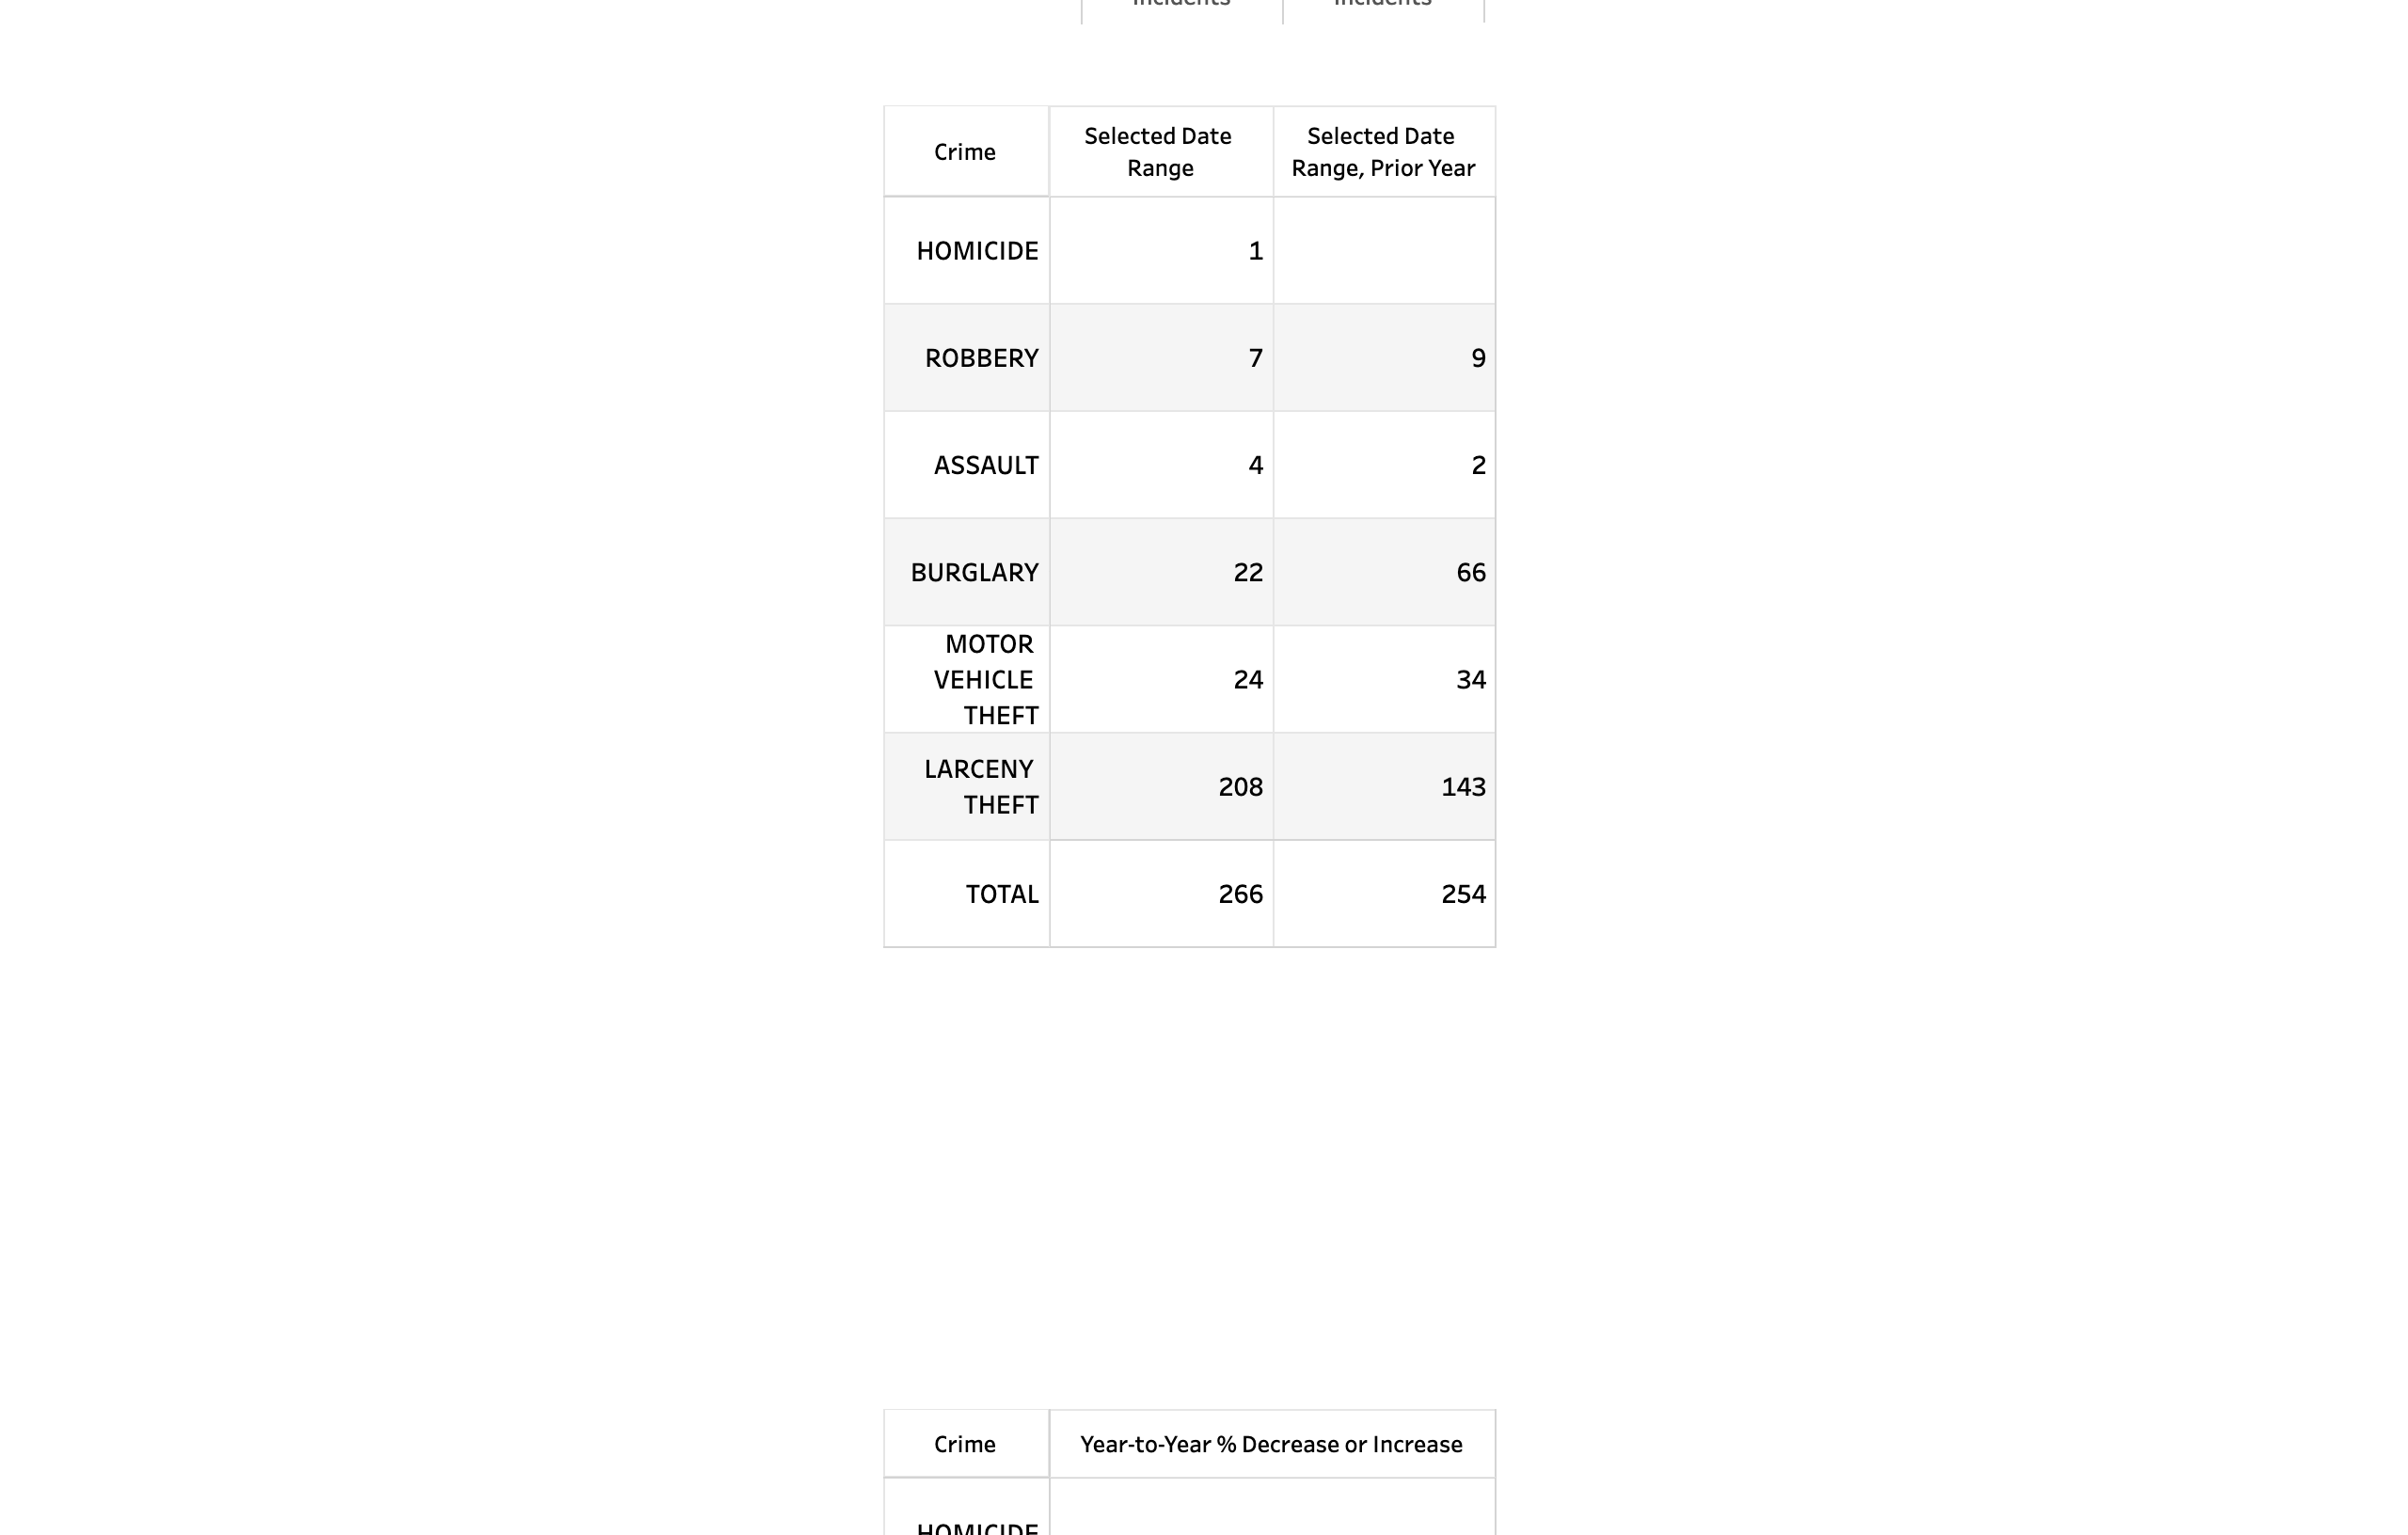 Incidents Incidents
Crime
Selected Date
Range
Selected Date
Range, Prior Year
HOMICIDE 1
ROBBERY 7 9
ASSAULT 4 2
BURGLARY 22 66
MOTOR
VEHICLE
THEFT
24 34
LARCENY
THEFT
208 143
TOTAL 266 254
Crime Year-to-Year % Decrease or Increase
HOMICIDE